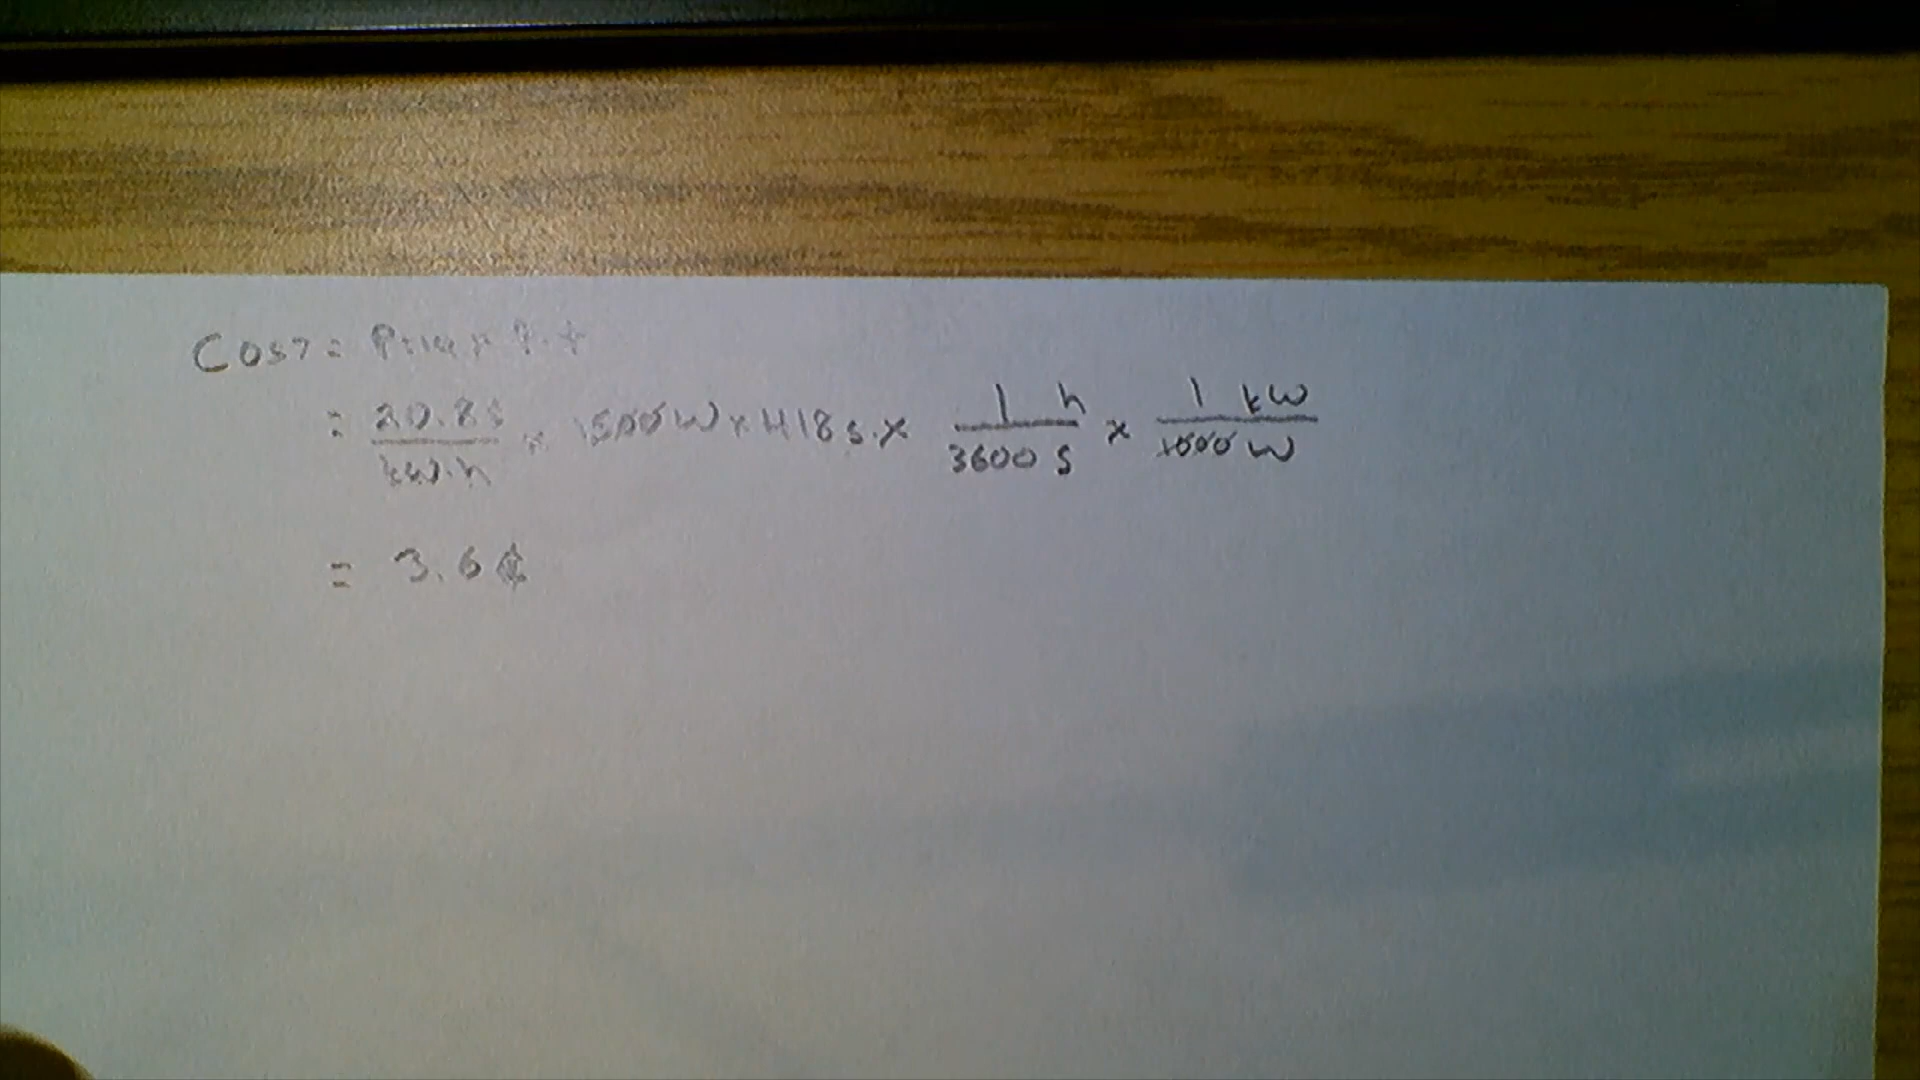 Cost = Price × P.t
= 20.8¢ / kW.h × 1500 W × 418 s. × 1 h / 3600 s × 1 kW / 1000 W
= 3.6 ¢